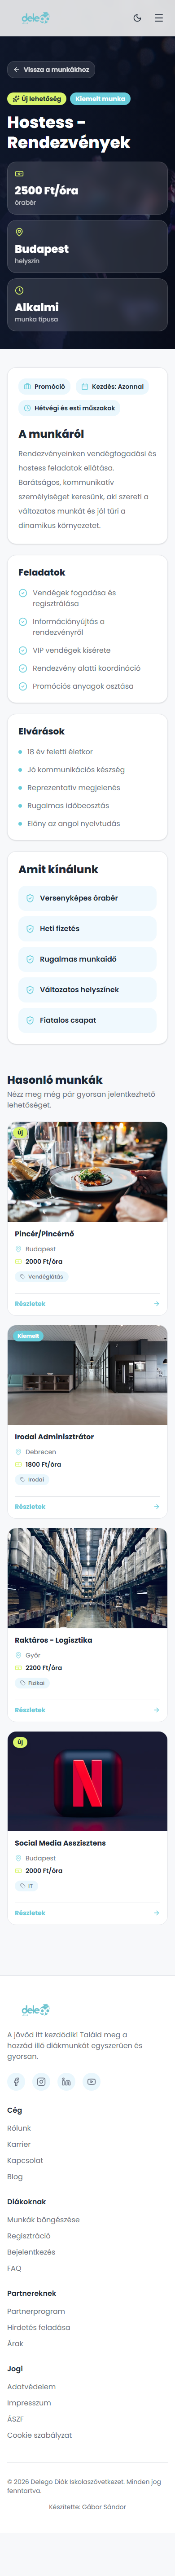 dele
Vissza a munkákhoz
Új lehetőség
Kiemelt munka
Hostess -
Rendezvények
2500 Ft/óra
órabér
Budapest
helyszín
Alkalmi
munka típusa
Promóció
Kezdés: Azonnal
Hétvégi és esti műszakok
A munkáról
Rendezvényeinken vendégfogadási és
hostess feladatok ellátása.
Barátságos, kommunikatív
személyiséget keresünk, aki szereti a
változatos munkát és jól tűri a
dinamikus környezetet.
Feladatok
Vendégek fogadása és
regisztrálása
Információnyújtás a
rendezvényről
VIP vendégek kísérete
Rendezvény alatti koordináció
Promóciós anyagok osztása
Elvárások
18 év feletti életkor
Jó kommunikációs készség
Reprezentatív megjelenés
Rugalmas időbeosztás
Előny az angol nyelvtudás
Amit kínálunk
Versenyképes órabér
Heti fizetés
Rugalmas munkaidő
Változatos helyszínek
Fiatalos csapat
Hasonló munkák
Nézz meg még pár gyorsan jelentkezhető
lehetőséget.
Új
Pincér/Pincérnő
Budapest
2000 Ft/óra
Vendéglátás
Részletek
Kiemelt
Irodai Adminisztrátor
Debrecen
1800 Ft/óra
Irodai
Részletek
Raktáros - Logisztika
Győr
2200 Ft/óra
Fizikai
Részletek
Új
N
Social Media Asszisztens
Budapest
2000 Ft/óra
IT
Részletek
dele
A jövőd itt kezdődik! Találd meg a
hozzád illő diákmunkát egyszerűen és
gyorsan.
Cég
Rólunk
Karrier
Kapcsolat
Blog
Diákoknak
Munkák böngészése
Regisztráció
Bejelentkezés
FAQ
Partnereknek
Partnerprogram
Hirdetés feladása
Árak
Jogi
Adatvédelem
Impresszum
ÁSZF
Cookie szabályzat
© 2026 Delego Diák Iskolaszövetkezet. Minden jog
fenntartva.
Készítette: Gábor Sándor